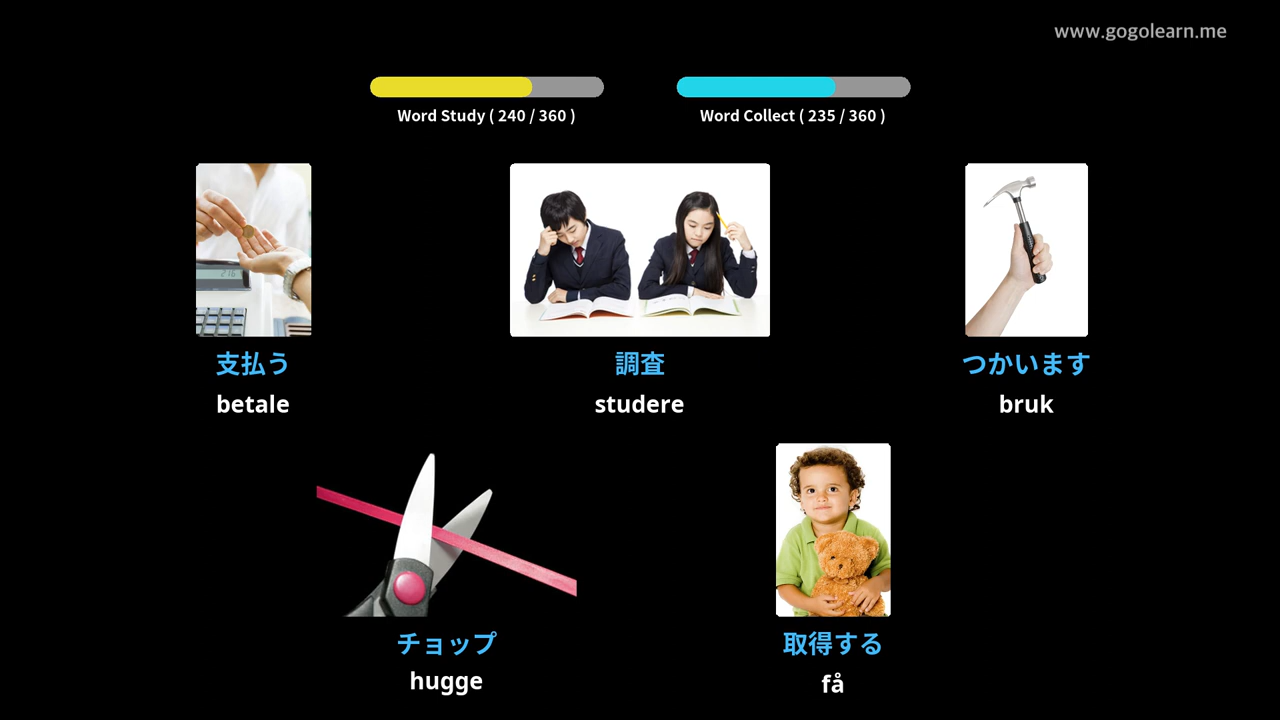 www.gogolearn.me
Word Study ( 240 / 360 )
Word Collect ( 235 / 360 )
支払う
調査
つかいます
betale
studere
bruk
チョップ
取得する
hugge
få